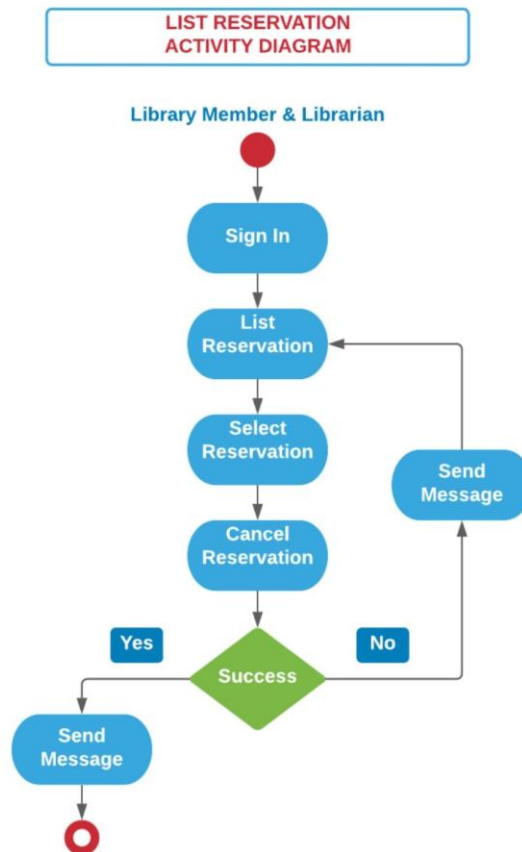 LIST RESERVATION
ACTIVITY DIAGRAM
Library Member & Librarian
Sign In
List
Reservation
Select
Reservation
Send
Message
Cancel
Reservation
Yes
No
Success
Send
Message